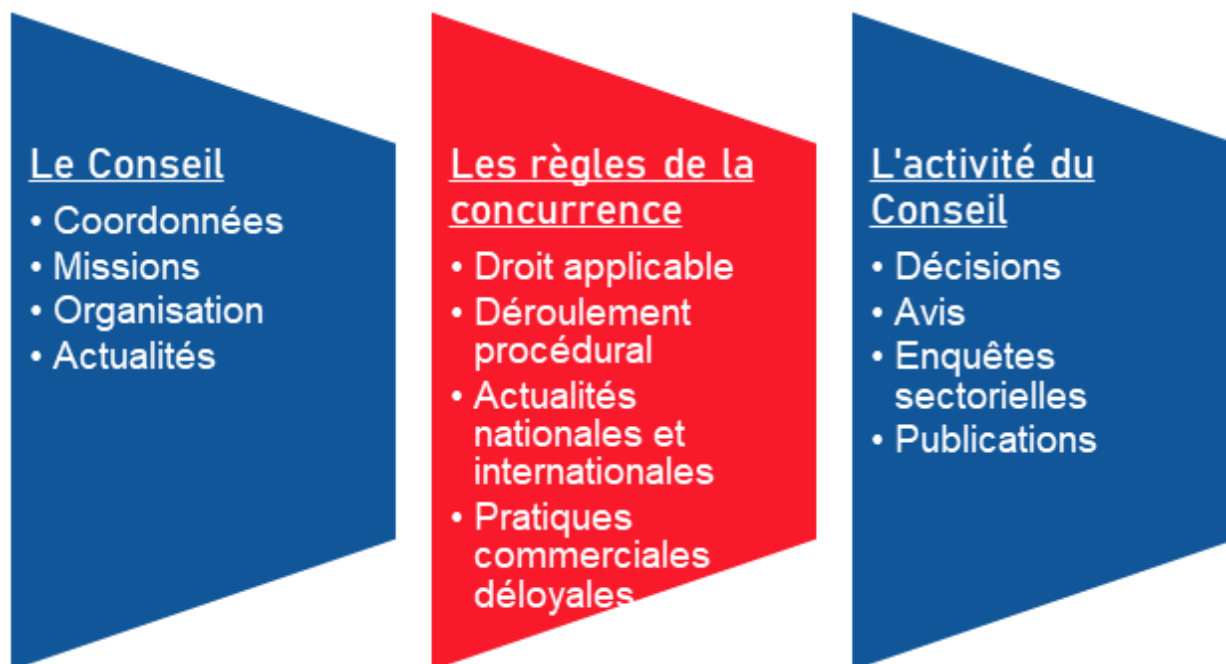 Le Conseil
• Coordonnées
• Missions
• Organisation
• Actualités
Les règles de la
concurrence
• Droit applicable
• Déroulement
procédural
• Actualités
nationales et
internationales
• Pratiques
commerciales
déloyales
L'activité du
Conseil
• Décisions
• Avis
• Enquêtes
sectorielles
• Publications